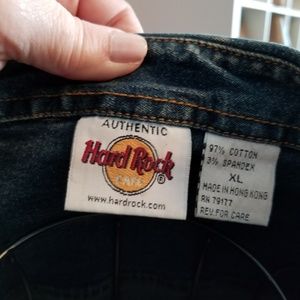 AUTHENTIC
Hard Rock ®
CAFE
www.hardrock.com
97% COTTON
3% SPANDEX
XL
MADE IN HONG KONG
RN 79177
REV. FOR CARE